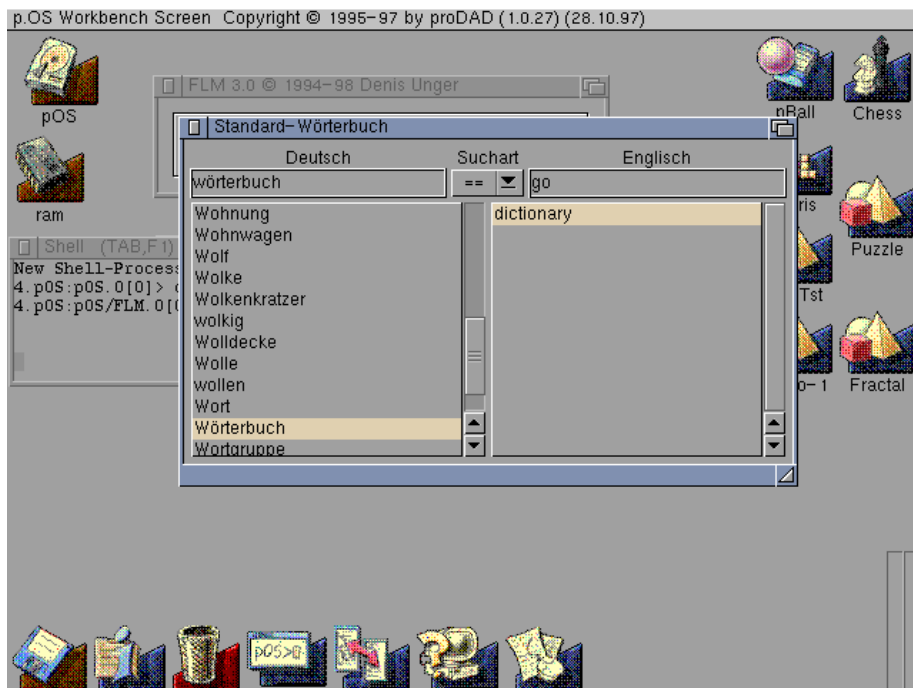 p.OS Workbench Screen Copyright © 1995-97 by proDAD (1.0.27) (28.10.97)
pOS
ram
FLM 3.0 © 1994-98 Denis Unger
pBall
Chess
Puzzle
Fractal
Shell (TAB,F1)
New Shell-Process
4.pOS:pOS.0[0]>
4.pOS:pOS/FLM.0[
Standard-Wörterbuch
Deutsch Suchart Englisch
wörterbuch == go
Wohnung
Wohnwagen
Wolf
Wolke
Wolkenkratzer
wolkig
Wolldecke
Wolle
wollen
Wort
Wörterbuch
Wortgruppe
dictionary
ris
Tst
o-1
pOS>